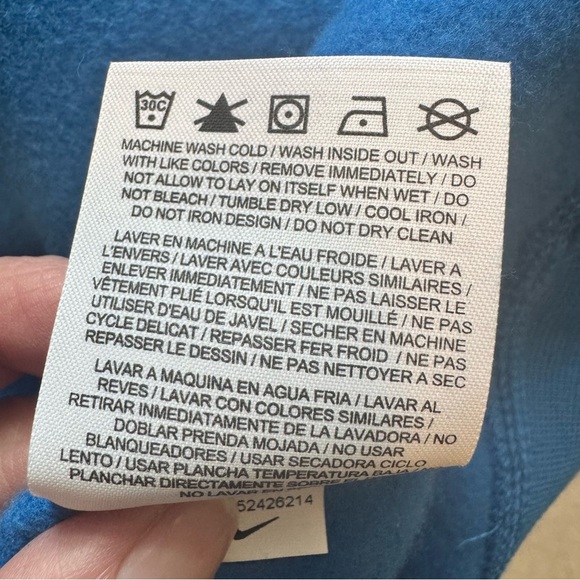 30C
MACHINE WASH COLD / WASH INSIDE OUT / WASH
WITH LIKE COLORS / REMOVE IMMEDIATELY / DO
NOT ALLOW TO LAY ON ITSELF WHEN WET / DO
NOT BLEACH / TUMBLE DRY LOW / COOL IRON /
DO NOT IRON DESIGN / DO NOT DRY CLEAN
LAVER EN MACHINE A L'EAU FROIDE / LAVER A
L'ENVERS / LAVER AVEC COULEURS SIMILAIRES /
ENLEVER IMMEDIATEMENT / NE PAS LAISSER LE
VÊTEMENT PLIÉ LORSQU'IL EST MOUILLÉ / NE PAS
UTILISER D'EAU DE JAVEL / SECHER EN MACHINE
CYCLE DELICAT / REPASSER FER FROID / NE PAS
REPASSER LE DESSIN / NE PAS NETTOYER A SEC
LAVAR A MAQUINA EN AGUA FRIA / LAVAR AL
REVES / LAVAR CON COLORES SIMILARES /
RETIRAR INMEDIATAMENTE DE LA LAVADORA / NO
DOBLAR PRENDA MOJADA / NO USAR
BLANQUEADORES / USAR SECADORA CICLO
LENTO / USAR PLANCHA TEMPERATURA BAJA
PLANCHAR DIRECTAMENTE SOBRE
NO LAVAR EN
52426214